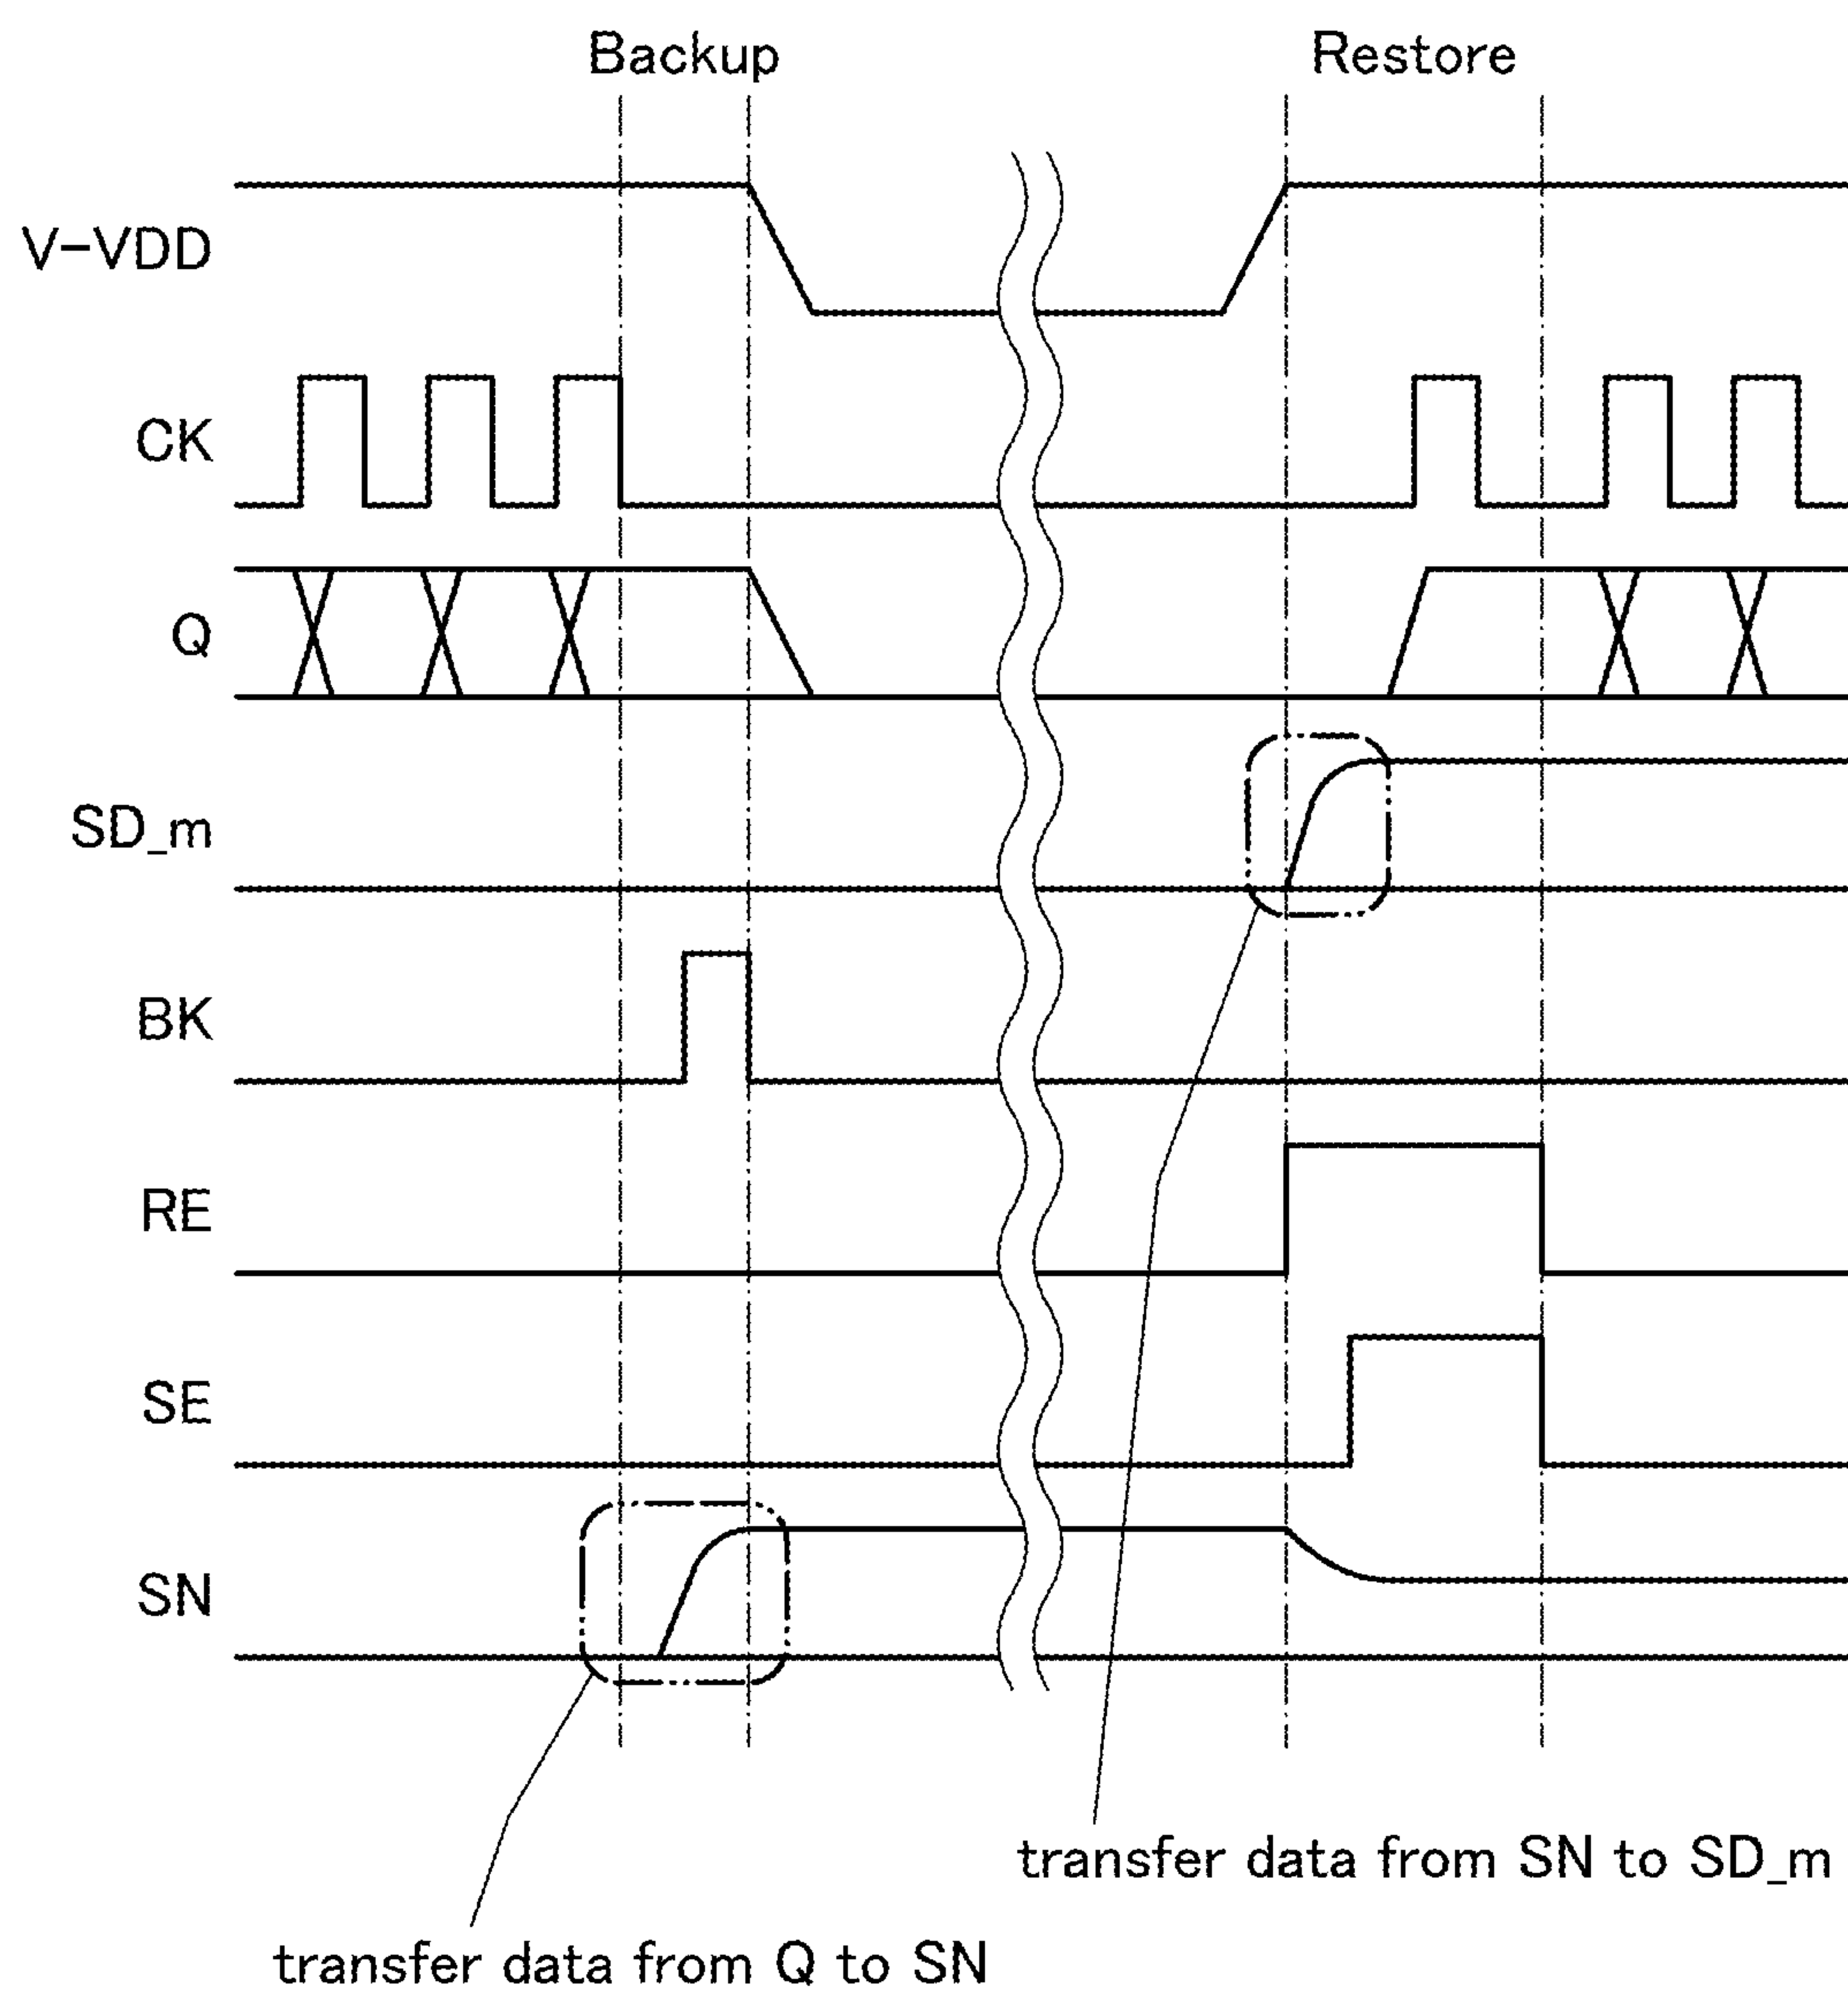 Backup
Restore
V-VDD
CK
Q
SD_m
BK
RE
SE
SN
transfer data from SN to SD_m
transfer data from Q to SN